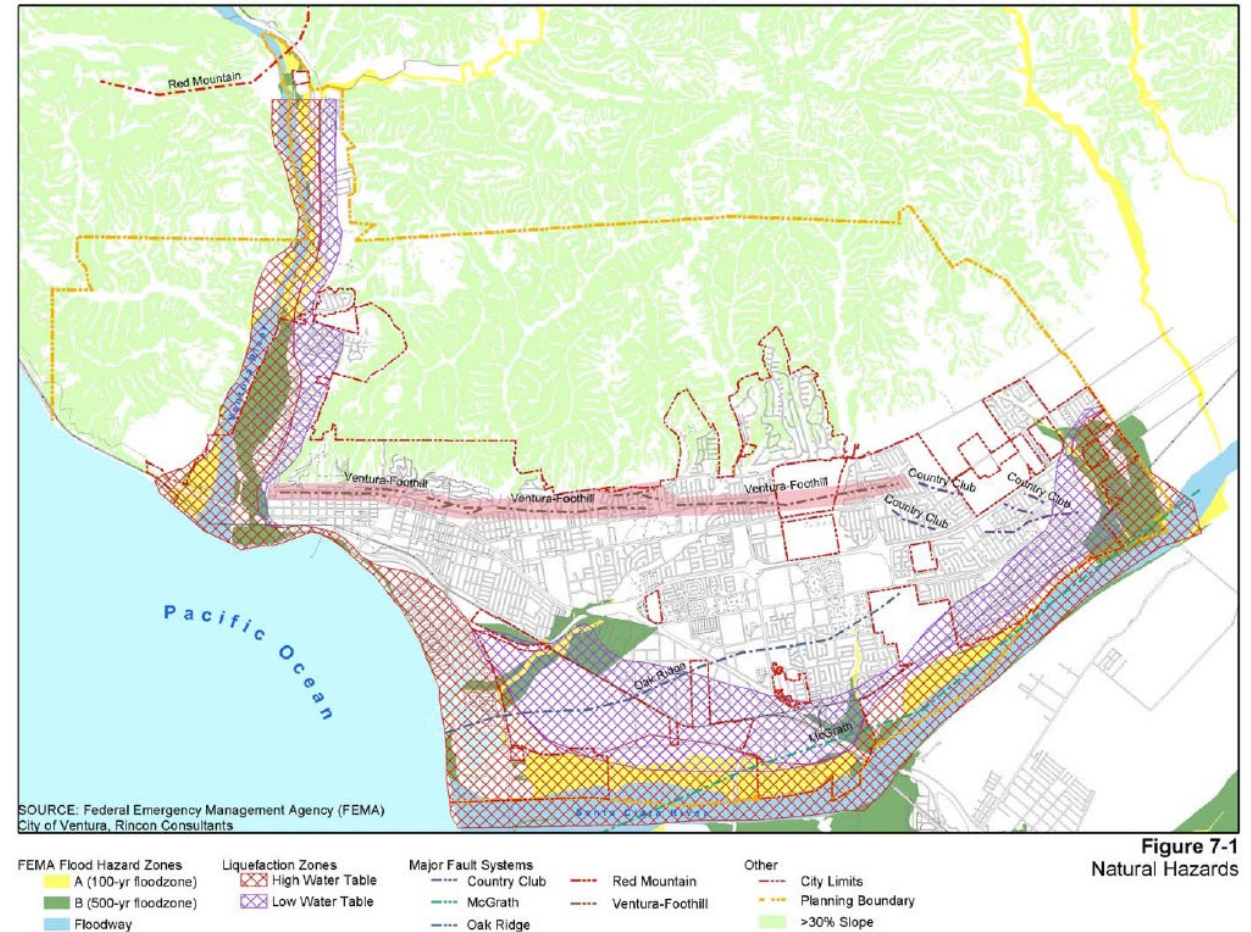 Red Mountain
Ventura River
Ventura-Foothill
Ventura-Foothill
Ventura-Foothill
Country Club
Country Club
Country Club
Pacific Ocean
Oak Ridge
McGrath
Santa Clara River
SOURCE: Federal Emergency Management Agency (FEMA)
City of Ventura, Rincon Consultants
Figure 7-1
Natural Hazards
FEMA Flood Hazard Zones
A (100-yr floodzone)
B (500-yr floodzone)
Floodway
Liquefaction Zones
High Water Table
Low Water Table
Major Fault Systems
Country Club
McGrath
Oak Ridge
Red Mountain
Ventura-Foothill
Other
City Limits
Planning Boundary
>30% Slope